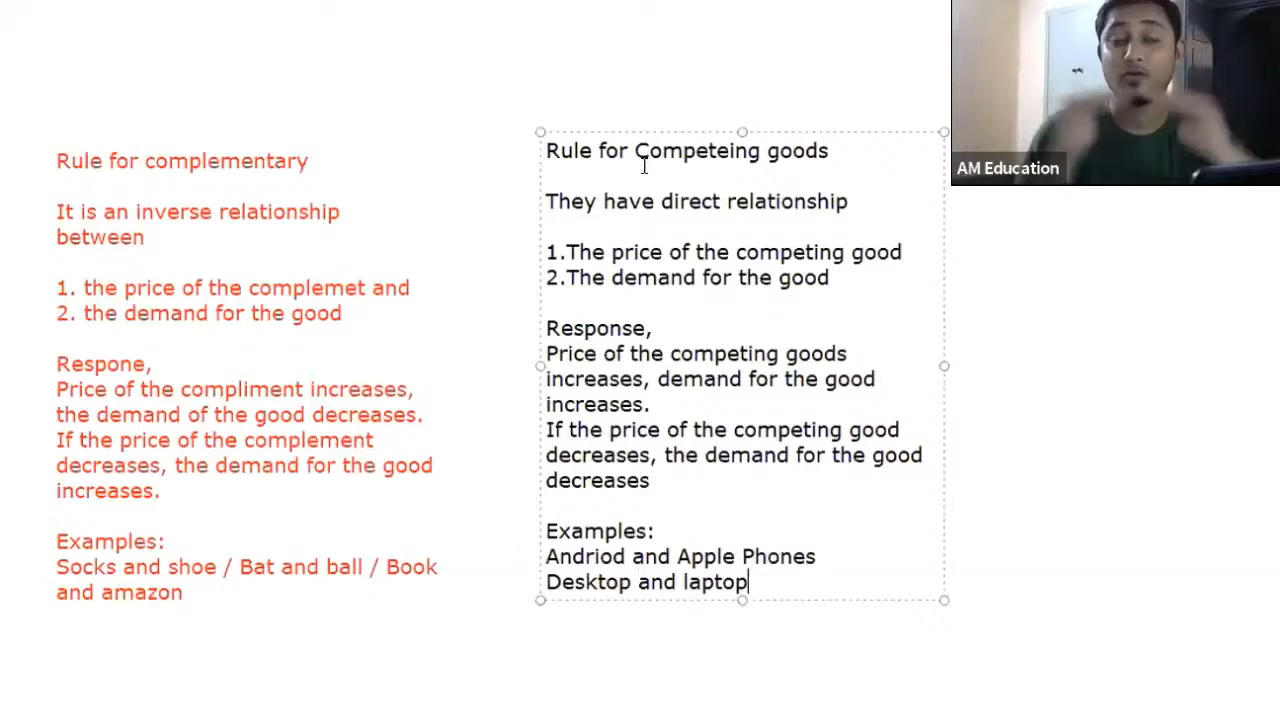 Rule for complementary
It is an inverse relationship
between
1. the price of the complemet and
2. the demand for the good
Respone,
Price of the compliment increases,
the demand of the good decreases.
If the price of the complement
decreases, the demand for the good
increases.
Examples:
Socks and shoe / Bat and ball / Book
and amazon
Rule for Competeing goods
They have direct relationship
1.The price of the competing good
2.The demand for the good
Response,
Price of the competing goods
increases, demand for the good
increases.
If the price of the competing good
decreases, the demand for the good
decreases
Examples:
Andriod and Apple Phones
Desktop and laptop
AM Education